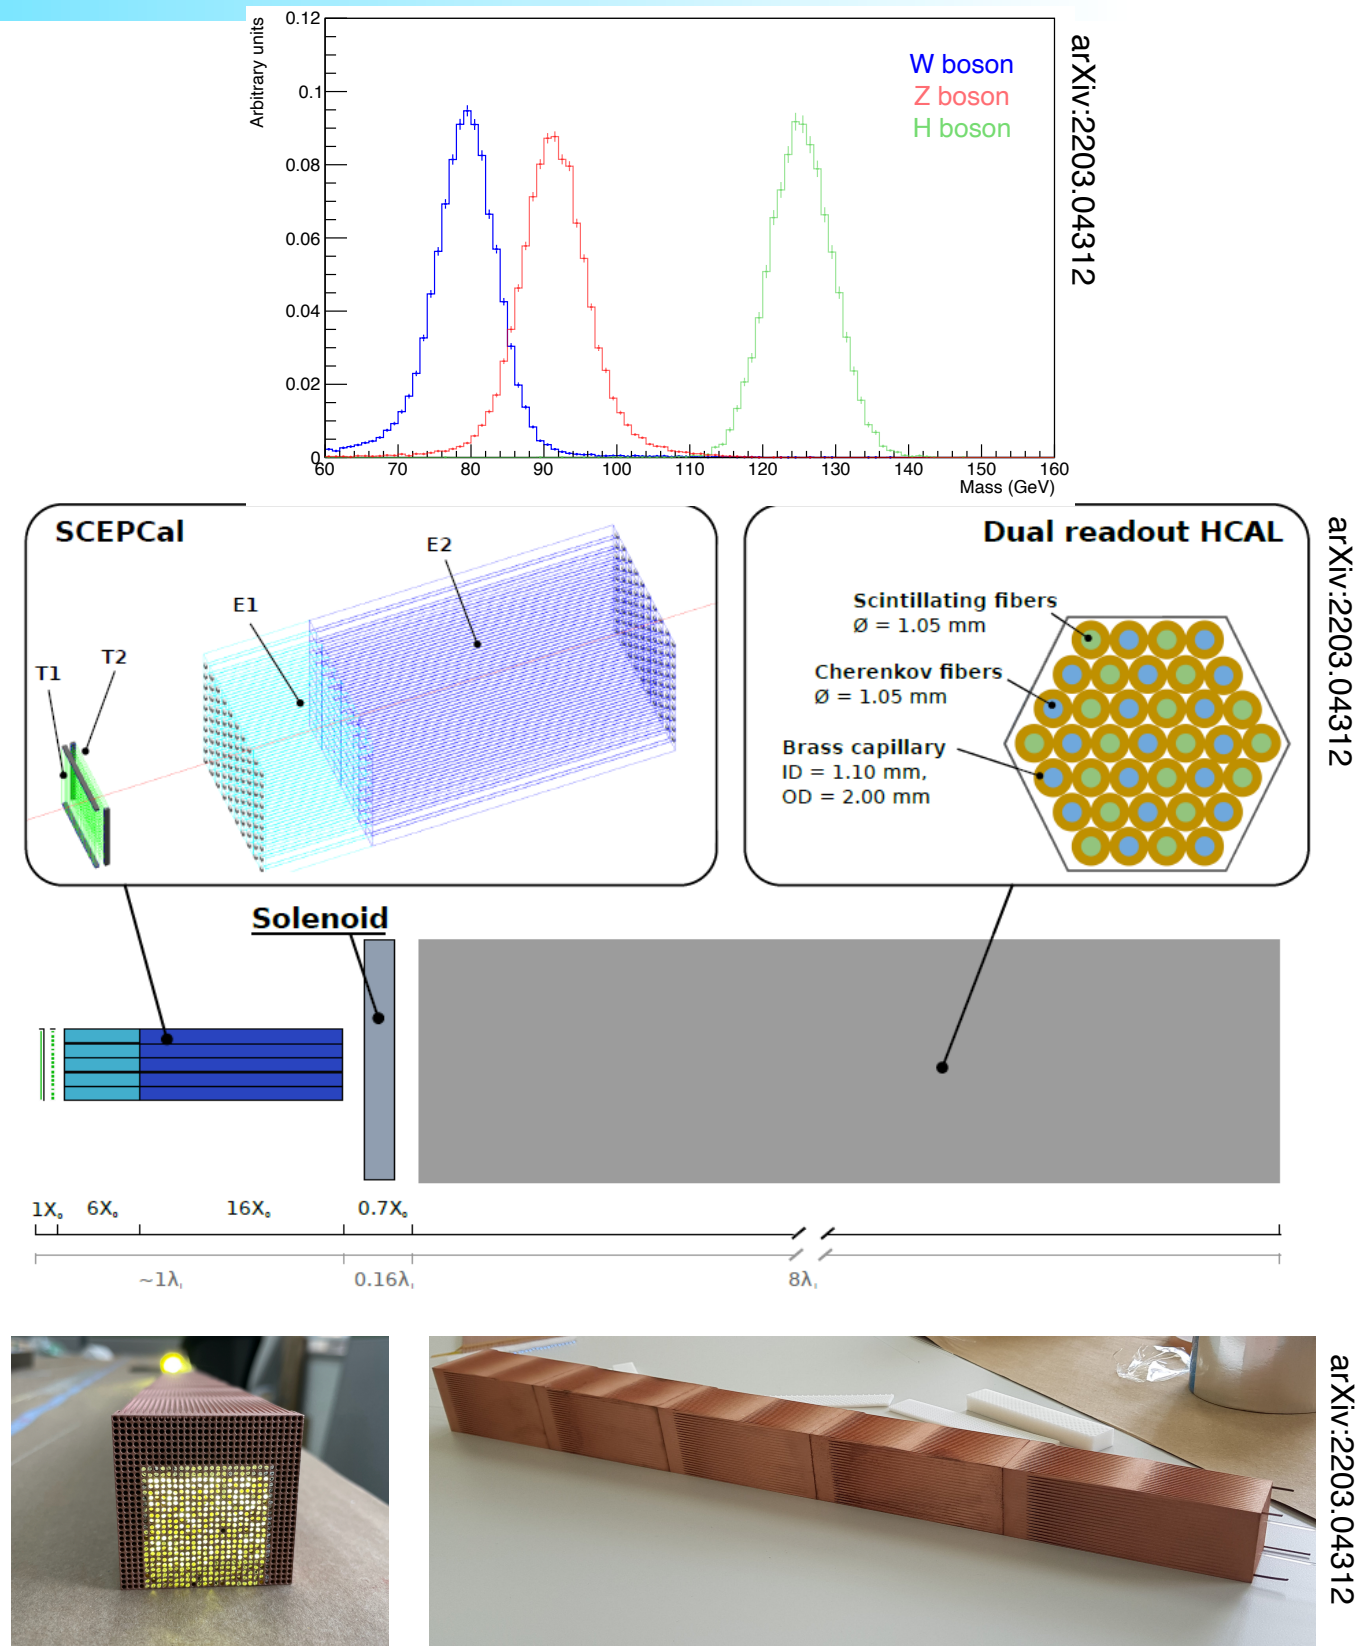 Arbitrary units
0.12
0.1
0.08
0.06
0.04
0.02
0
W boson
Z boson
H boson
60 70 80 90 100 110 120 130 140 150 160
Mass (GeV)
arXiv:2203.04312
SCEPCal
E2
E1
T2
T1
Dual readout HCAL
Scintillating fibers
Ø = 1.05 mm
Cherenkov fibers
Ø = 1.05 mm
Brass capillary
ID = 1.10 mm,
OD = 2.00 mm
arXiv:2203.04312
Solenoid
1X₀ 6X₀ 16X₀ 0.7X₀
~1λI 0.16λI 8λI
arXiv:2203.04312